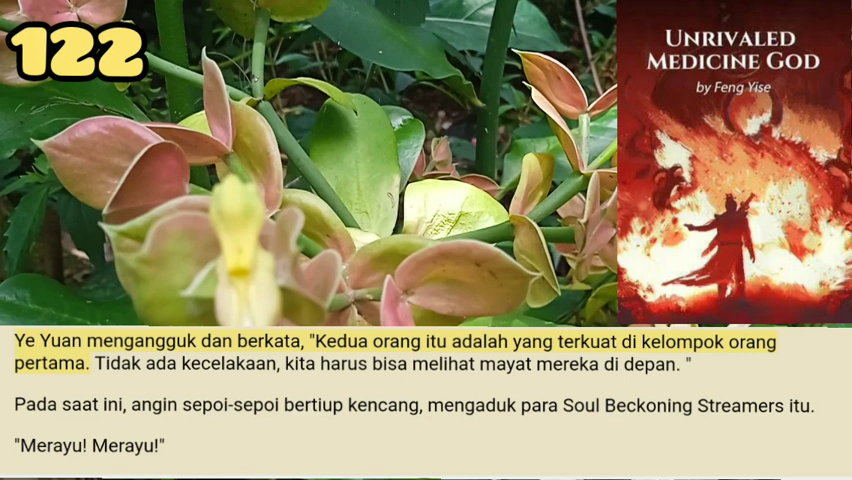 122
UNRIVALED
MEDICINE GOD
by Feng Yise
Ye Yuan mengangguk dan berkata, "Kedua orang itu adalah yang terkuat di kelompok orang
pertama. Tidak ada kecelakaan, kita harus bisa melihat mayat mereka di depan. "
Pada saat ini, angin sepoi-sepoi bertiup kencang, mengaduk para Soul Beckoning Streamers itu.
"Merayu! Merayu!"